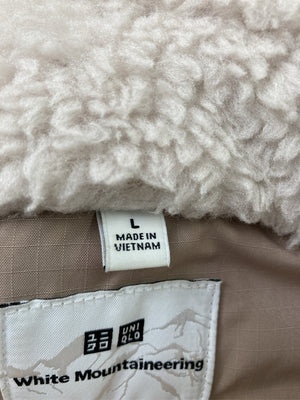 L
MADE IN
VIETNAM
ユニ UNI
クロ QLO
White Mountaineering